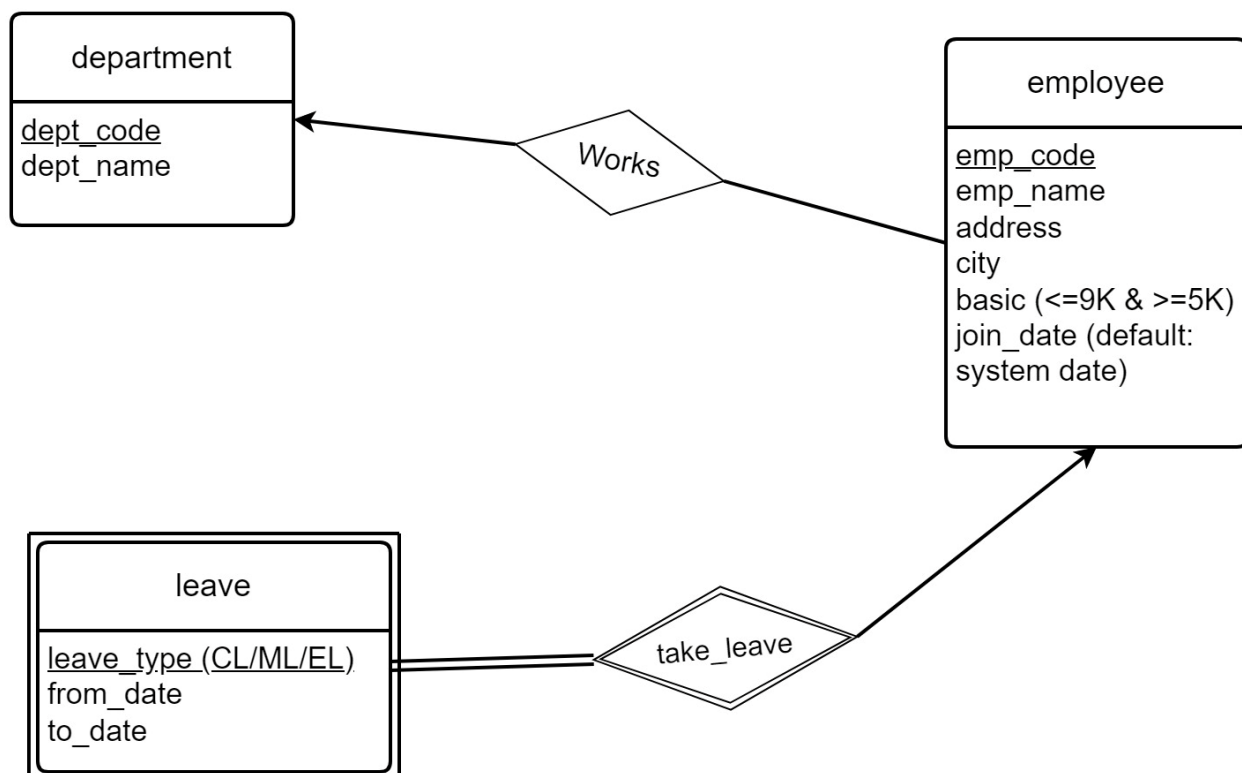 department
dept_code
dept_name
Works
employee
emp_code
emp_name
address
city
basic (<=9K & >=5K)
join_date (default:
system date)
leave
leave_type (CL/ML/EL)
from_date
to_date
take_leave